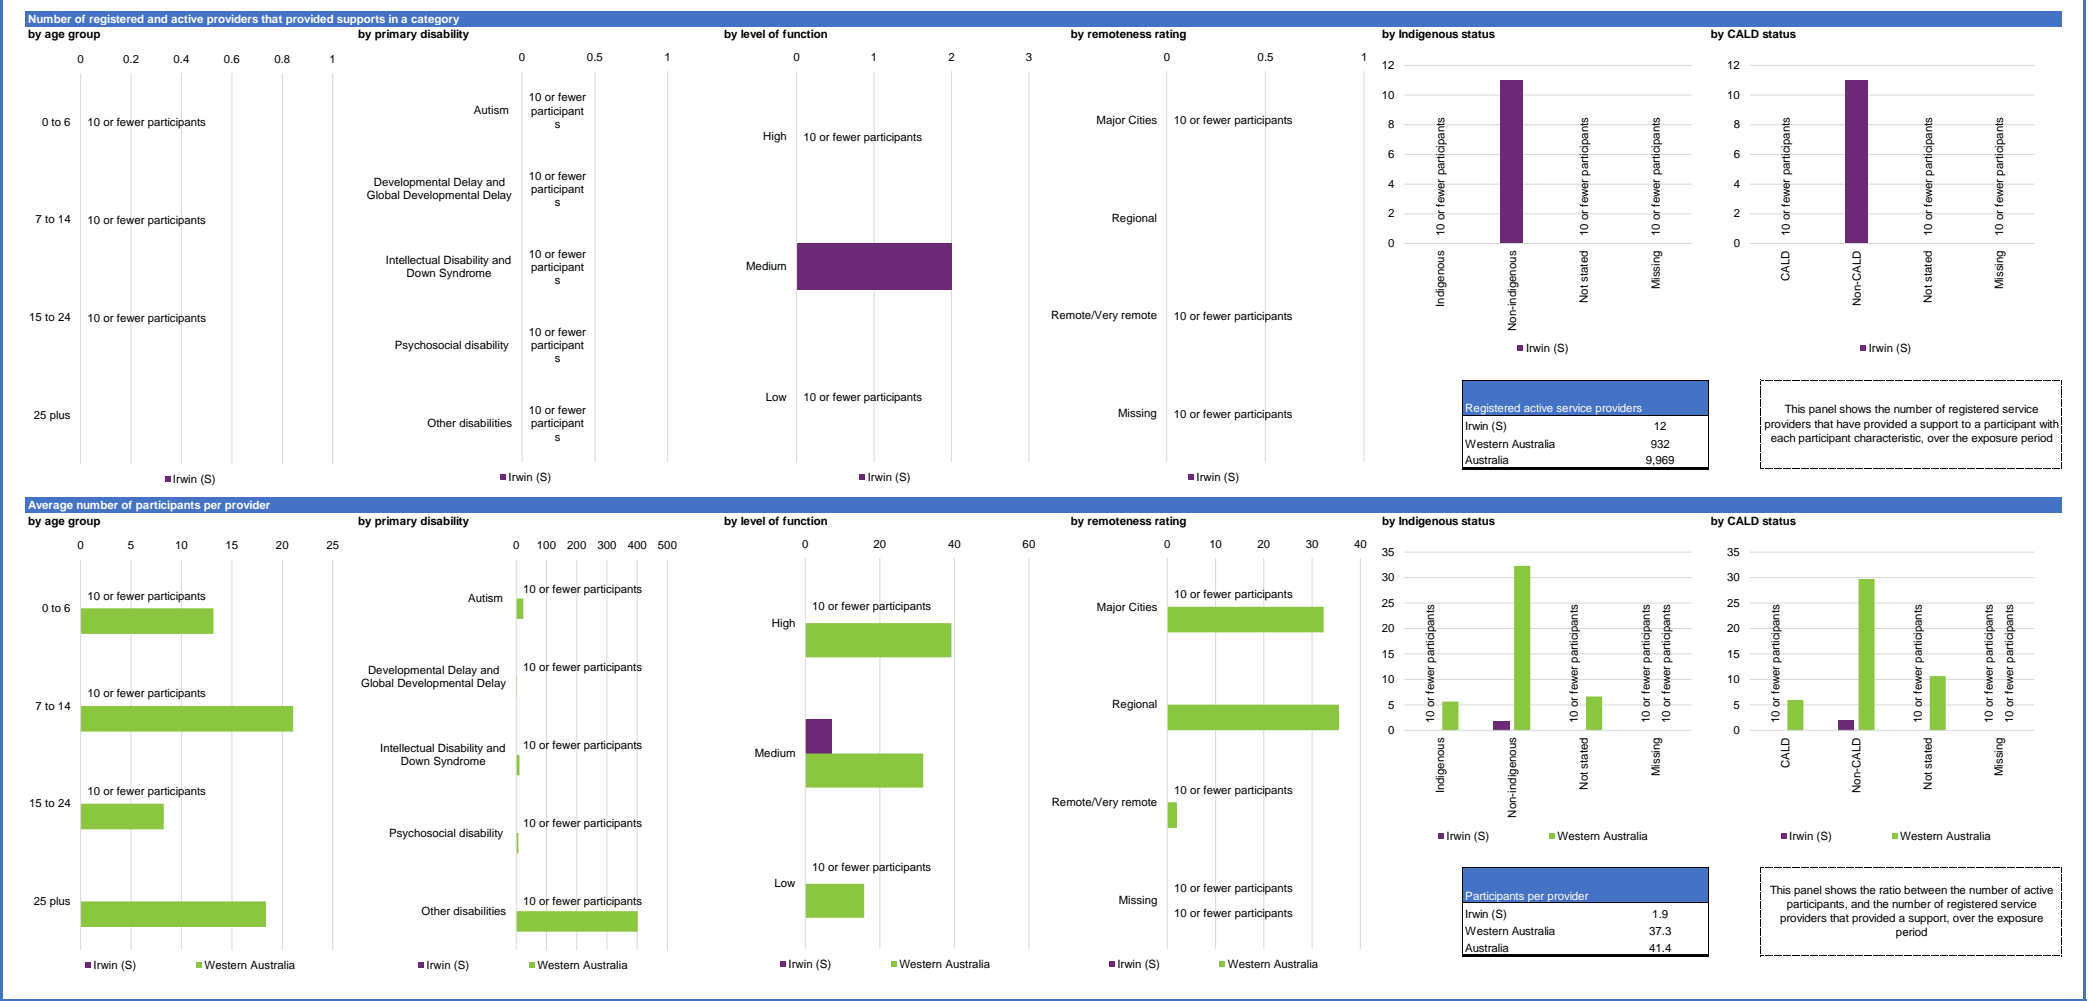 Number of registered and active providers that provided supports in a category
by age group
0 0.2 0.4 0.6 0.8 1
0 to 6 10 or fewer participants
7 to 14 10 or fewer participants
15 to 24 10 or fewer participants
25 plus
Irwin (S)
by primary disability
0 0.5 1
Autism
10 or fewer
participant
s
Developmental Delay and
Global Developmental Delay
10 or fewer
participant
s
Intellectual Disability and
Down Syndrome
10 or fewer
participant
s
Psychosocial disability
10 or fewer
participant
s
Other disabilities
10 or fewer
participant
s
Irwin (S)
by level of function
0 1 2 3
High 10 or fewer participants
Medium
Low 10 or fewer participants
Irwin (S)
by remoteness rating
0 0.5 1
Major Cities 10 or fewer participants
Regional
Remote/Very remote 10 or fewer participants
Missing 10 or fewer participants
Irwin (S)
by Indigenous status
12
10
8
6
4
2
0
10 or fewer participants
10 or fewer participants
10 or fewer participants
Indigenous
Non-indigenous
Not stated
Missing
Irwin (S)
by CALD status
12
10
8
6
4
2
0
10 or fewer participants
10 or fewer participants
10 or fewer participants
CALD
Non-CALD
Not stated
Missing
Irwin (S)
Registered active service providers
Irwin (S) 12
Western Australia 932
Australia 9,969
This panel shows the number of registered service
providers that have provided a support to a participant with
each participant characteristic, over the exposure period
Average number of participants per provider
by age group
0 5 10 15 20 25
10 or fewer participants
0 to 6
10 or fewer participants
7 to 14
10 or fewer participants
15 to 24
25 plus
Irwin (S) Western Australia
by primary disability
0 100 200 300 400 500
10 or fewer participants
Autism
10 or fewer participants
Developmental Delay and
Global Developmental Delay
10 or fewer participants
Intellectual Disability and
Down Syndrome
10 or fewer participants
Psychosocial disability
10 or fewer participants
Other disabilities
Irwin (S) Western Australia
by level of function
0 20 40 60
10 or fewer participants
High
Medium
10 or fewer participants
Low
Irwin (S) Western Australia
by remoteness rating
0 10 20 30 40
10 or fewer participants
Major Cities
Regional
10 or fewer participants
Remote/Very remote
10 or fewer participants
Missing
10 or fewer participants
Irwin (S) Western Australia
by Indigenous status
35
30
25
20
15
10
5
0
10 or fewer participants
10 or fewer participants
10 or fewer participants
10 or fewer participants
Indigenous
Non-indigenous
Not stated
Missing
Irwin (S) Western Australia
by CALD status
35
30
25
20
15
10
5
0
10 or fewer participants
10 or fewer participants
10 or fewer participants
10 or fewer participants
CALD
Non-CALD
Not stated
Missing
Irwin (S) Western Australia
Participants per provider
Irwin (S) 1.9
Western Australia 37.3
Australia 41.4
This panel shows the ratio between the number of active
participants, and the number of registered service
providers that provided a support, over the exposure
period